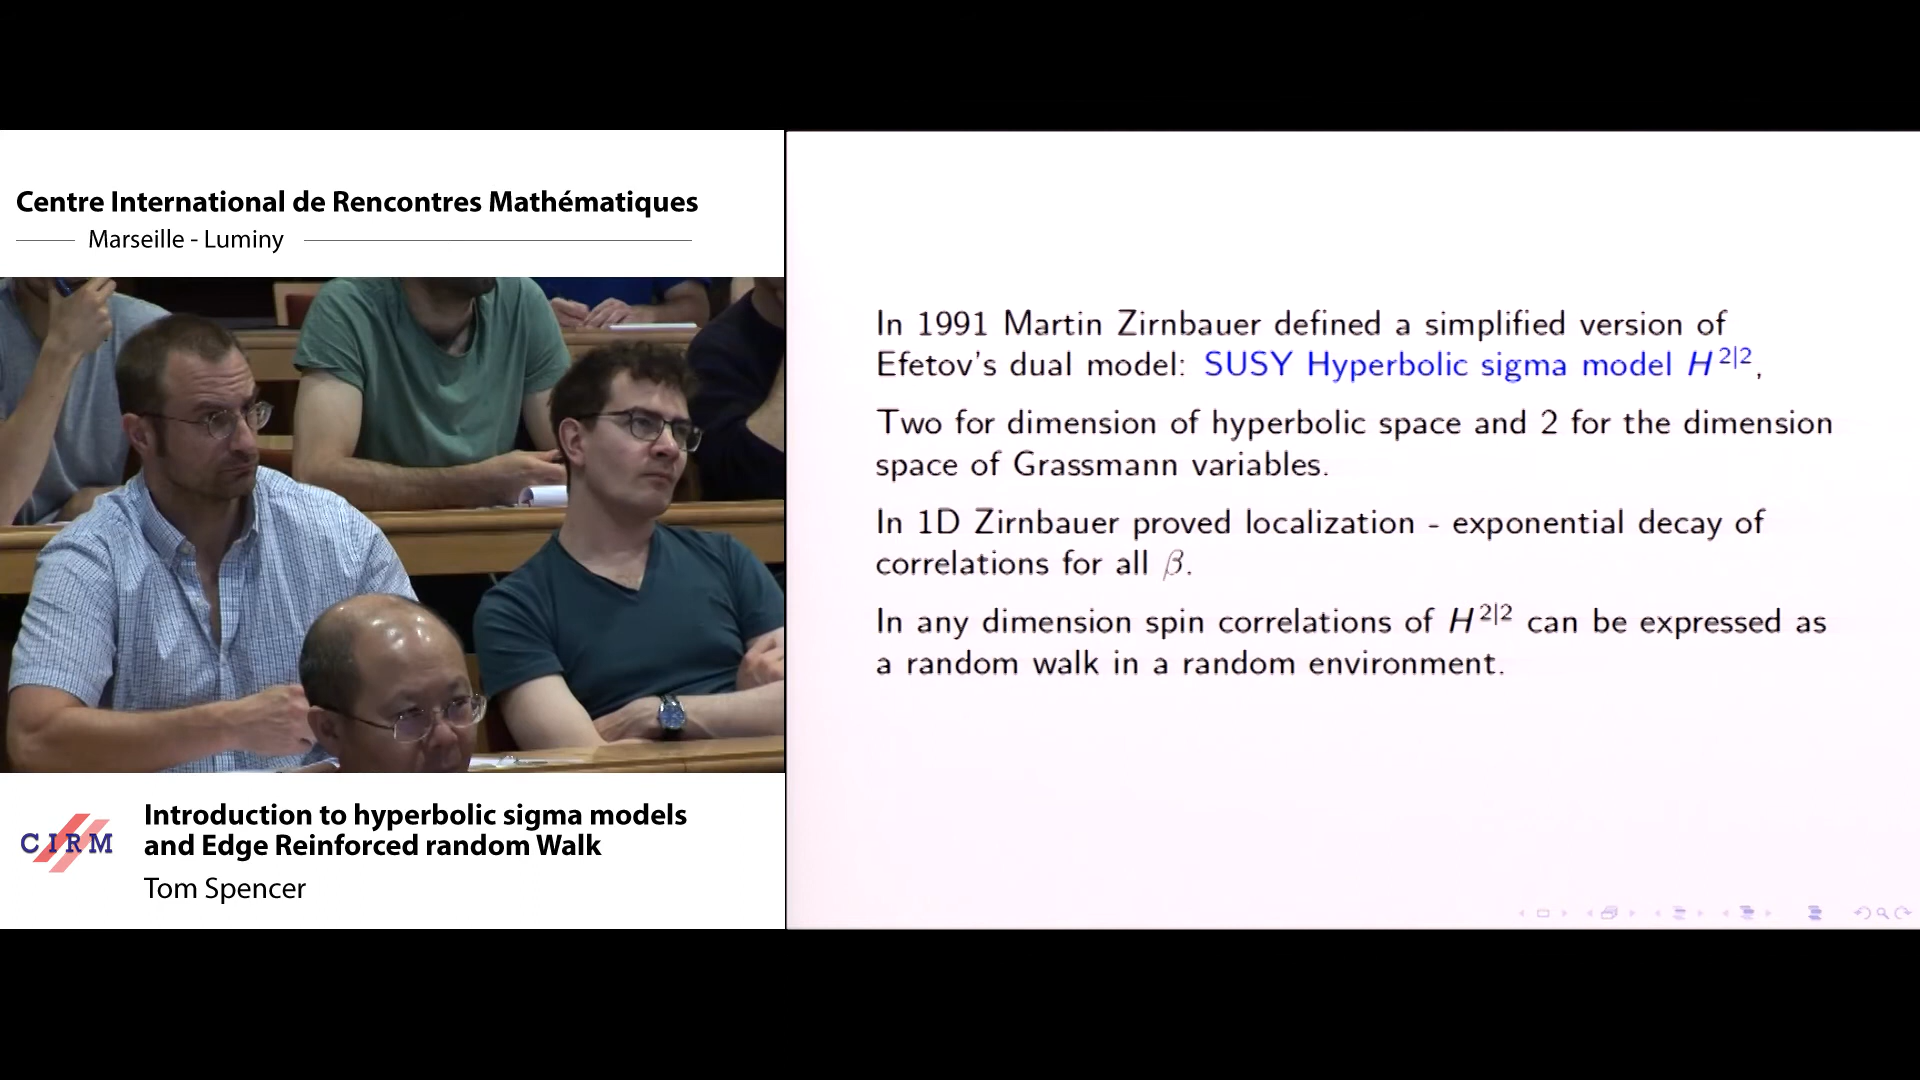 Centre International de Rencontres Mathématiques
Marseille - Luminy
In 1991 Martin Zirnbauer defined a simplified version of
Efetov's dual model: SUSY Hyperbolic sigma model H^{2|2},
Two for dimension of hyperbolic space and 2 for the dimension
space of Grassmann variables.
In 1D Zirnbauer proved localization - exponential decay of
correlations for all β.
In any dimension spin correlations of H^{2|2} can be expressed as
a random walk in a random environment.
CIRM
Introduction to hyperbolic sigma models
and Edge Reinforced random Walk
Tom Spencer